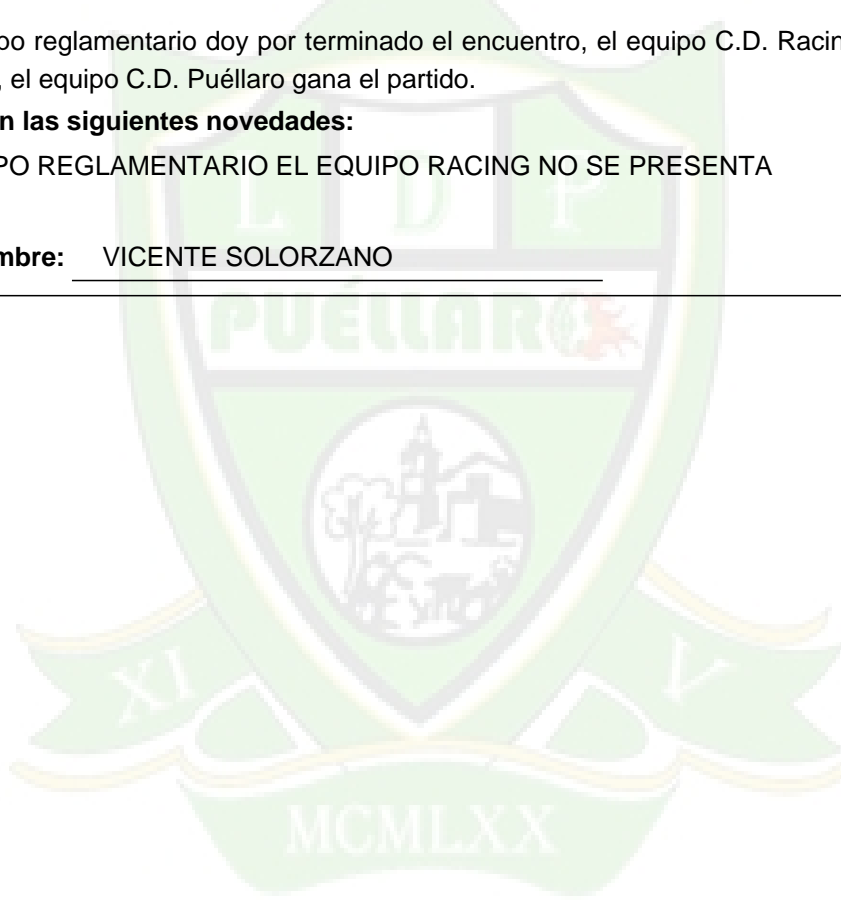 po reglamentario doy por terminado el encuentro, el equipo C.D. Racin
, el equipo C.D. Puéllaro gana el partido.
n las siguientes novedades:
PO REGLAMENTARIO EL EQUIPO RACING NO SE PRESENTA
mbre: VICENTE SOLORZANO
L D P
PUÉLLARO
XI V
MCMLXX